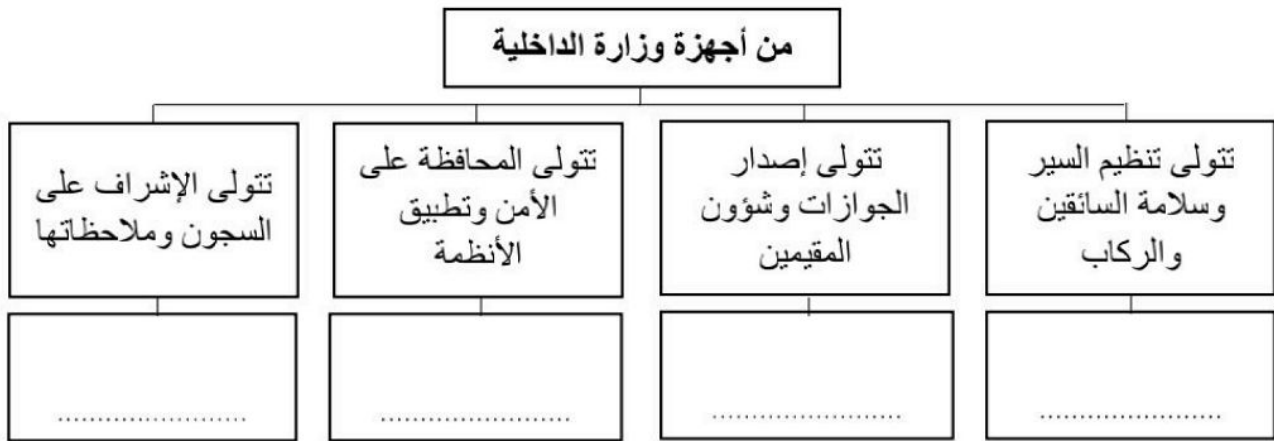 من أجهزة وزارة الداخلية
تتولى تنظيم السير
وسلامة السائقين
والركاب
تتولى إصدار
الجوازات وشؤون
المقيمين
تتولى المحافظة على
الأمن وتطبيق
الأنظمة
تتولى الإشراف على
السجون وملاحظاتها
........................
........................
........................
........................